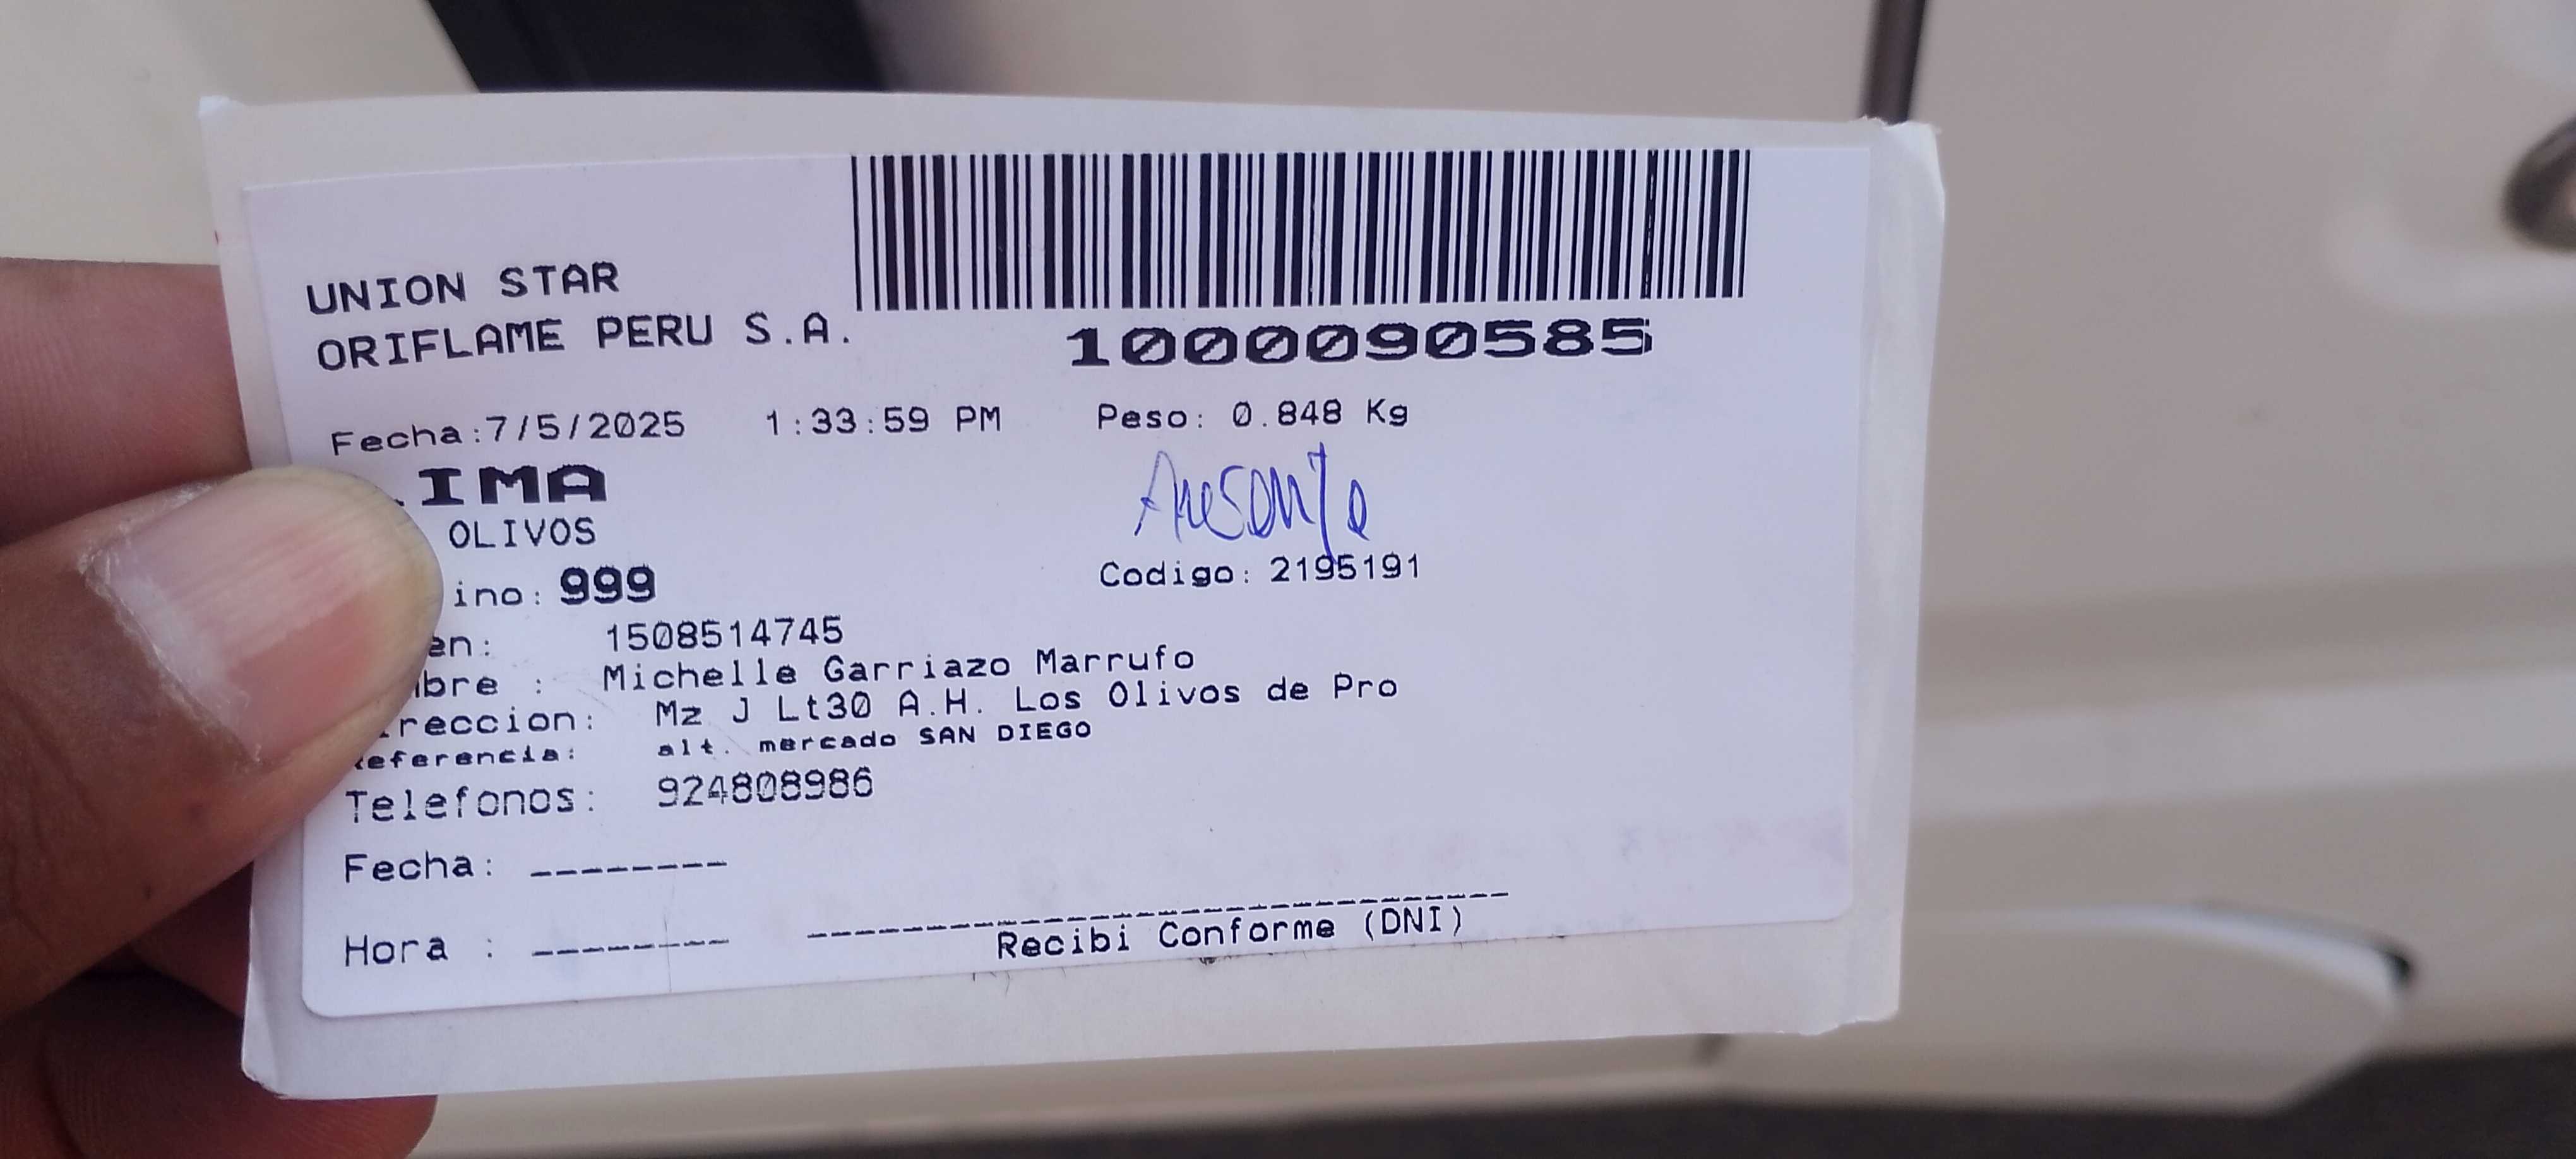 UNION STAR
ORIFLAME PERU S.A.
1000090585
Fecha:7/5/2025 1:33:59 PM Peso: 0.848 Kg
IMA
OLIVOS
Codigo: 2195191
ino: 999
en: 1508514745
bre : Michelle Garriazo Marrufo
reccion: Mz J Lt30 A.H. Los Olivos de Pro
eferencia: alt. mercado SAN DIEGO
Telefonos: 924808986
Fecha: --------
Hora : --------
Recibi Conforme (DNI)